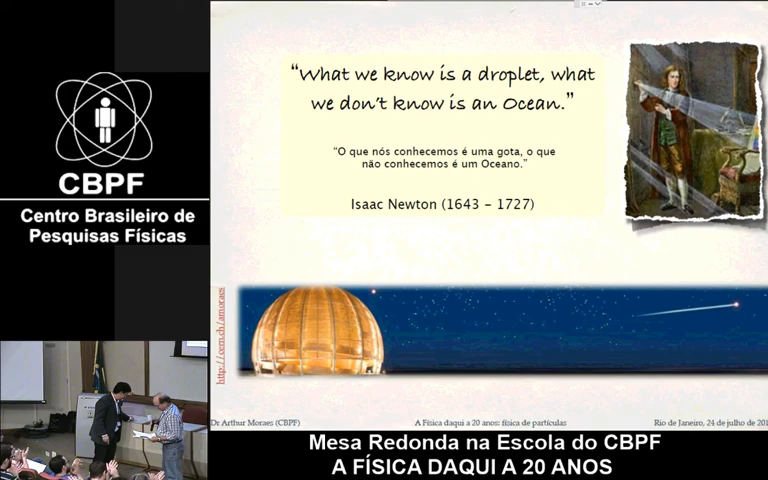 CBPF
Centro Brasileiro de
Pesquisas Físicas
"What we know is a droplet, what
we don't know is an Ocean."
"O que nós conhecemos é uma gota, o que
não conhecemos é um Oceano."
Isaac Newton (1643 - 1727)
http://cern.ch/amoraes
Dr Arthur Moraes (CBPF)
A Física daqui a 20 anos: física de partículas
Rio de Janeiro, 24 de julho de 201
Mesa Redonda na Escola do CBPF
A FÍSICA DAQUI A 20 ANOS